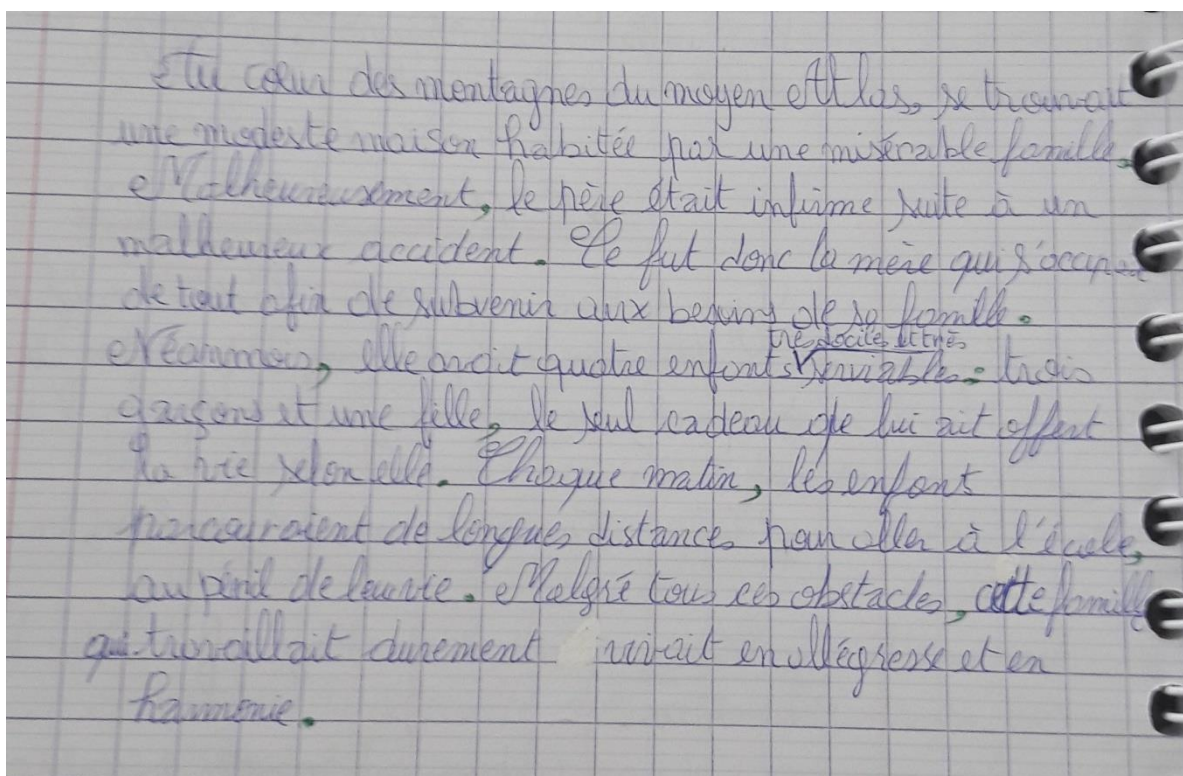 Au cœur des montagnes du moyen Atlas, se trouvait
une modeste maison habitée par une misérable famille.
Malheureusement, le père était infirme suite à un
malheureux accident. Ce fut donc la mère qui s'occupa
de tout afin de subvenir aux besoins de sa famille.
Néanmoins, elle avait quatre enfants très dociles et très serviables : trois
garçons et une fille, le seul cadeau que lui ait offert
la vie selon elle. Chaque matin, les enfants
parcouraient de longues distances pour aller à l'école,
au péril de leur vie. Malgré tous ces obstacles, cette famille
qui travaillait durement vivait en allégresse et en
harmonie.